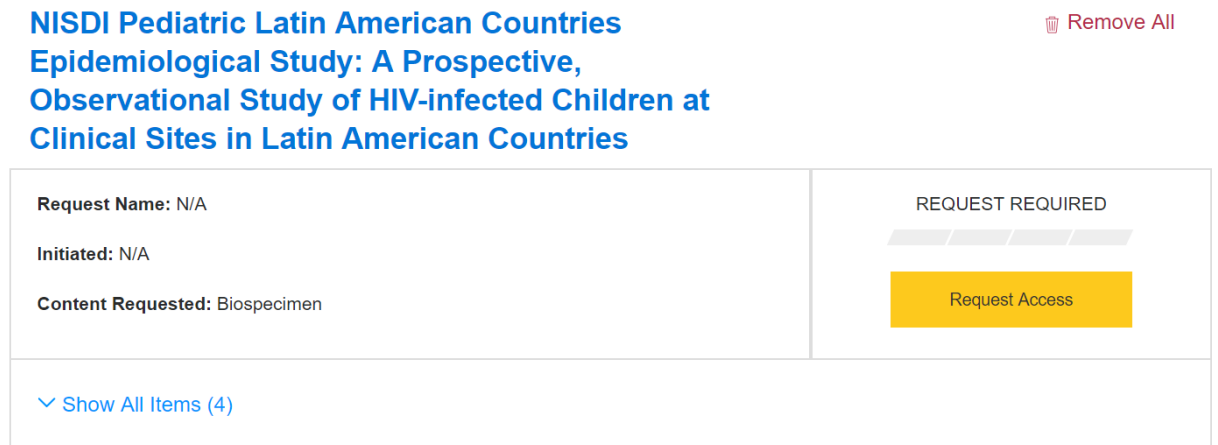 NISDI Pediatric Latin American Countries
Epidemiological Study: A Prospective,
Observational Study of HIV-infected Children at
Clinical Sites in Latin American Countries
Remove All
Request Name: N/A
Initiated: N/A
Content Requested: Biospecimen
REQUEST REQUIRED
Request Access
Show All Items (4)